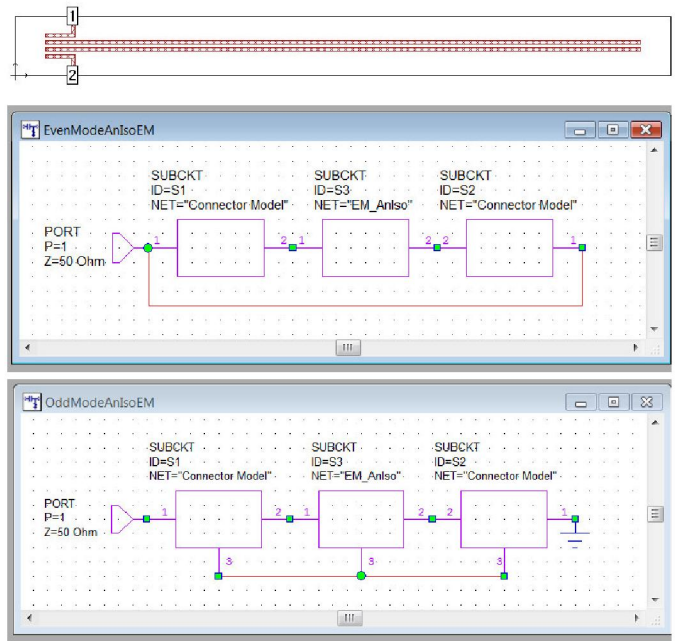 1
2
EvenModeAnIsoEM
SUBCKT SUBCKT SUBCKT
ID=S1 ID=S3 ID=S2
NET="Connector Model" NET="EM_AnIso" NET="Connector Model"
PORT
P=1
Z=50 Ohm
1 2 1 2 2 1
OddModeAnIsoEM
SUBCKT SUBCKT SUBCKT
ID=S1 ID=S3 ID=S2
NET="Connector Model" NET="EM_AnIso" NET="Connector Model"
PORT
P=1
Z=50 Ohm
1 2 1 2 2 1
3 3 3